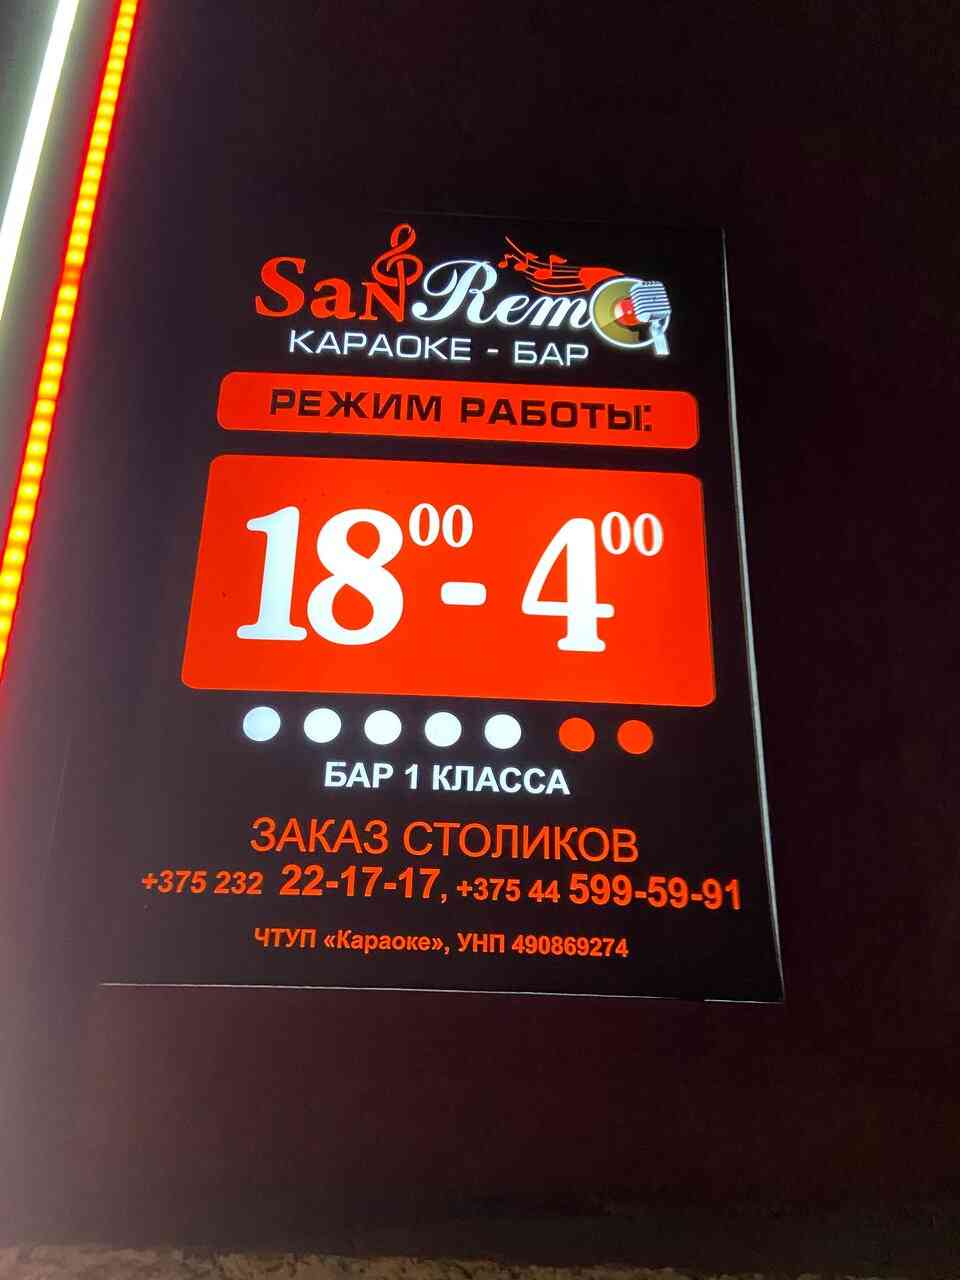 SanRemo
КАРАОКЕ - БАР
РЕЖИМ РАБОТЫ:
18⁰⁰ - 4⁰⁰
БАР 1 КЛАССА
ЗАКАЗ СТОЛИКОВ
+375 232 22-17-17, +375 44 599-59-91
ЧТУП «Караоке», УНП 490869274